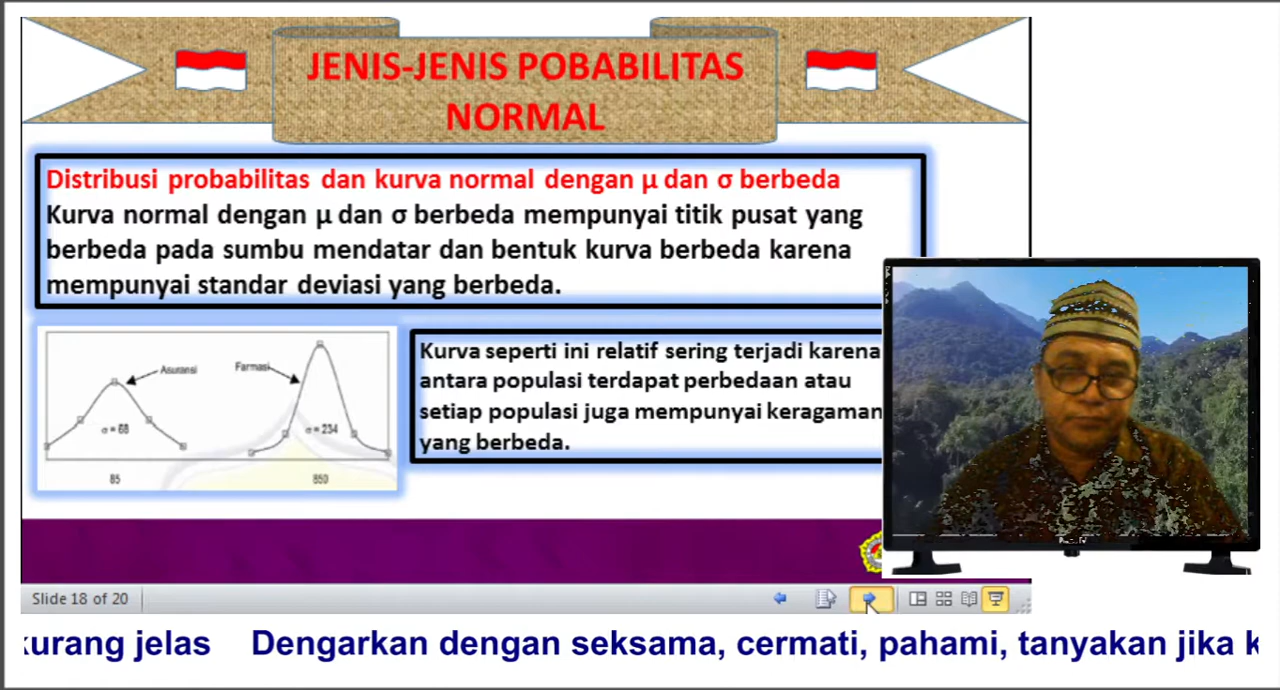 JENIS-JENIS POBABILITAS
NORMAL
Distribusi probabilitas dan kurva normal dengan μ dan σ berbeda
Kurva normal dengan μ dan σ berbeda mempunyai titik pusat yang
berbeda pada sumbu mendatar dan bentuk kurva berbeda karena
mempunyai standar deviasi yang berbeda.
Asuransi
Farmasi
σ = 68
σ = 234
85
850
Kurva seperti ini relatif sering terjadi karena
antara populasi terdapat perbedaan atau
setiap populasi juga mempunyai keragaman
yang berbeda.
Slide 18 of 20
kurang jelas Dengarkan dengan seksama, cermati, pahami, tanyakan jika k